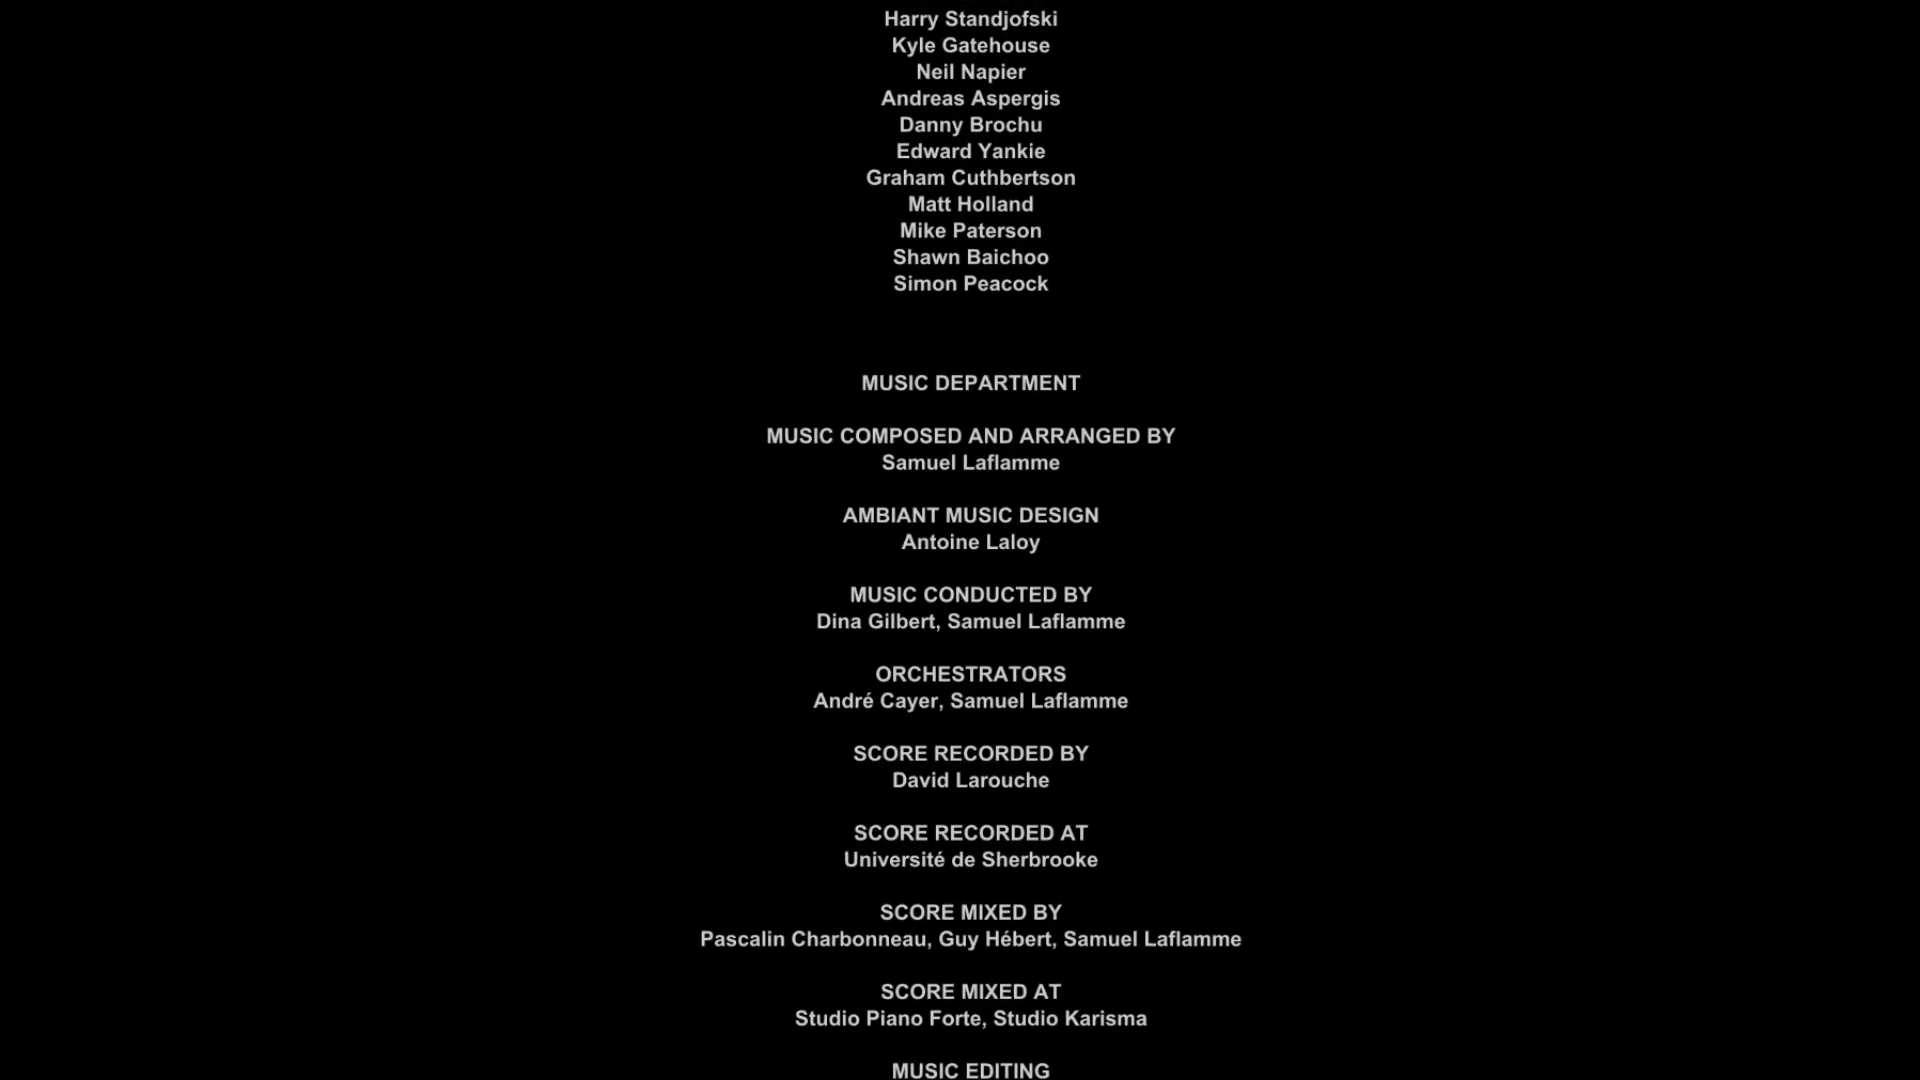 Harry Standjofski
Kyle Gatehouse
Neil Napier
Andreas Aspergis
Danny Brochu
Edward Yankie
Graham Cuthbertson
Matt Holland
Mike Paterson
Shawn Baichoo
Simon Peacock
MUSIC DEPARTMENT
MUSIC COMPOSED AND ARRANGED BY
Samuel Laflamme
AMBIANT MUSIC DESIGN
Antoine Laloy
MUSIC CONDUCTED BY
Dina Gilbert, Samuel Laflamme
ORCHESTRATORS
André Cayer, Samuel Laflamme
SCORE RECORDED BY
David Larouche
SCORE RECORDED AT
Université de Sherbrooke
SCORE MIXED BY
Pascalin Charbonneau, Guy Hébert, Samuel Laflamme
SCORE MIXED AT
Studio Piano Forte, Studio Karisma
MUSIC EDITING